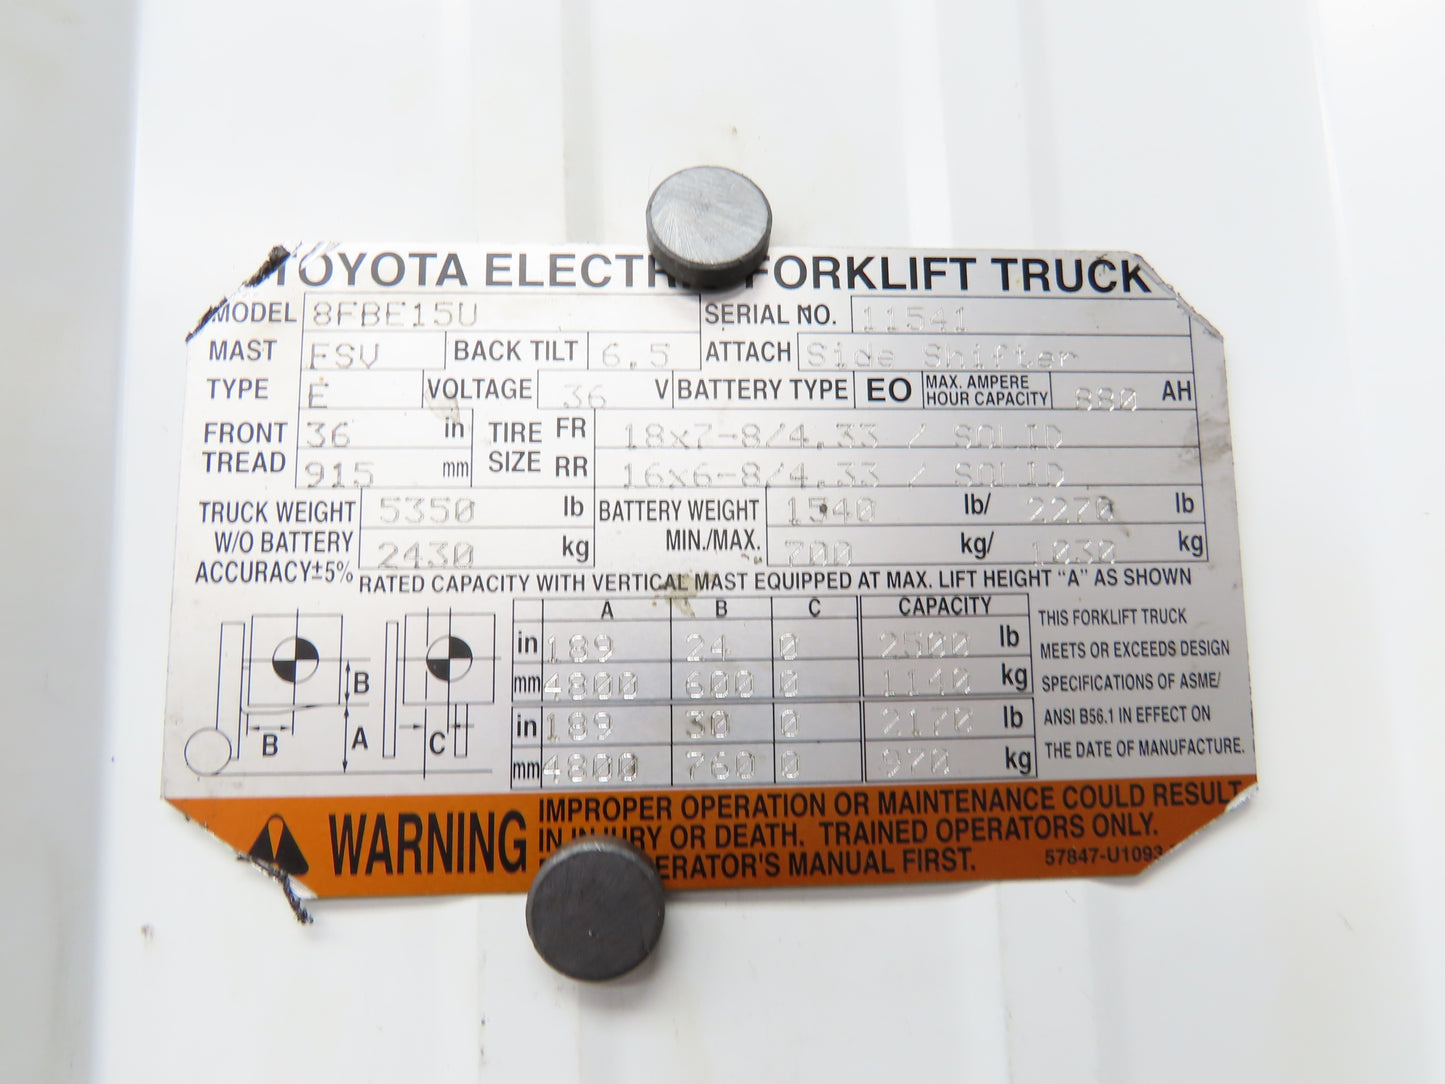 TOYOTA ELECTRIC FORKLIFT TRUCK
MODEL 8FBE15U SERIAL NO. 11541
MAST FSV BACK TILT 6.5 ATTACH Side Shifter
TYPE E VOLTAGE 36 V BATTERY TYPE EO MAX. AMPERE HOUR CAPACITY 880 AH
FRONT TREAD 36 in TIRE SIZE FR 18x7-8/4.33 / SOLID
915 mm RR 16x6-8/4.33 / SOLID
TRUCK WEIGHT 5350 lb BATTERY WEIGHT 1540 lb/ 2270 lb
W/O BATTERY 2430 kg MIN./MAX. 700 kg/ 1030 kg
ACCURACY±5% RATED CAPACITY WITH VERTICAL MAST EQUIPPED AT MAX. LIFT HEIGHT "A" AS SHOWN
A B C CAPACITY
in 189 24 0 2500 lb
mm 4800 600 0 1140 kg
in 189 30 0 2170 lb
mm 4800 760 0 970 kg
B
B
A
C
THIS FORKLIFT TRUCK
MEETS OR EXCEEDS DESIGN
SPECIFICATIONS OF ASME/
ANSI B56.1 IN EFFECT ON
THE DATE OF MANUFACTURE.
WARNING
IMPROPER OPERATION OR MAINTENANCE COULD RESULT
IN INJURY OR DEATH. TRAINED OPERATORS ONLY.
OPERATOR'S MANUAL FIRST.
57847-U1093